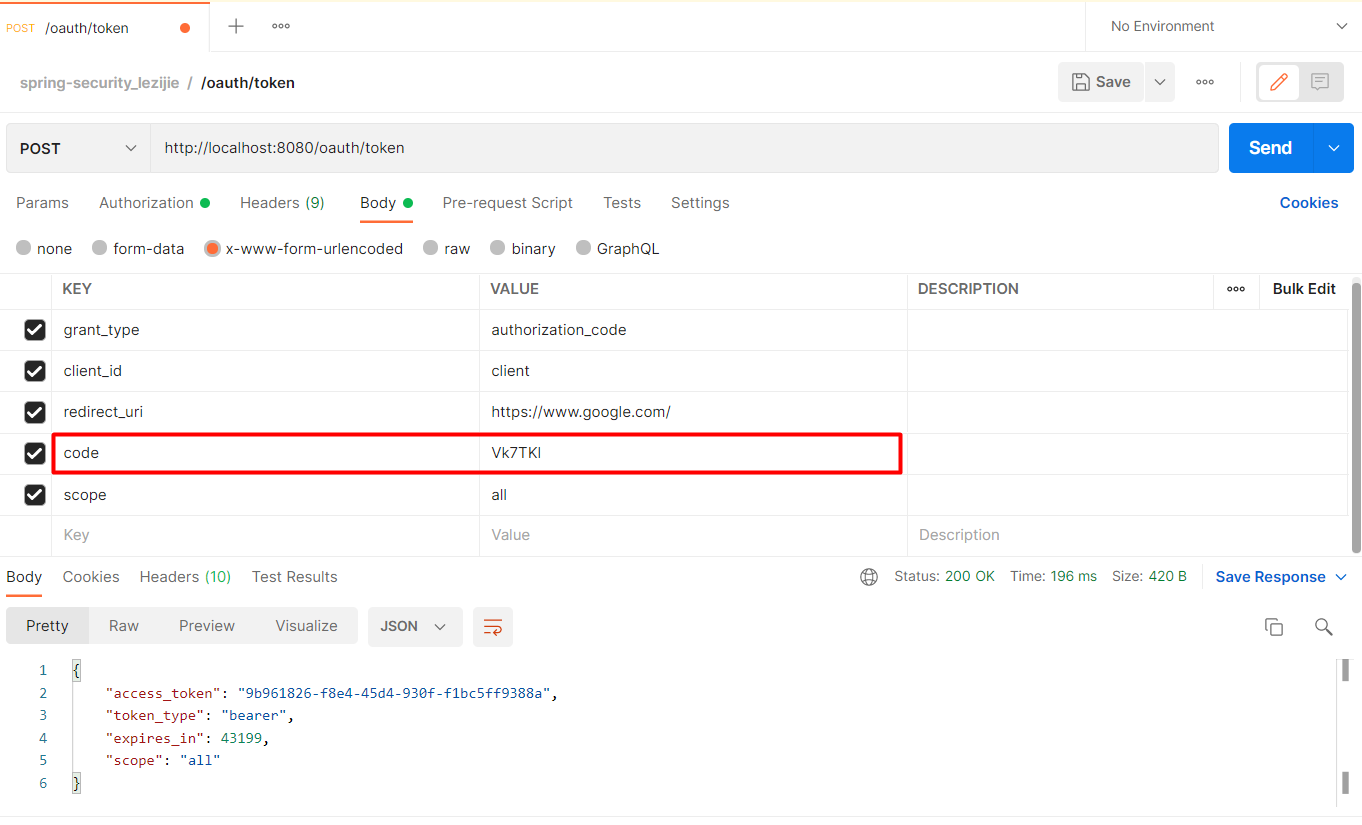 POST /oauth/token
No Environment
spring-security_lezijie / /oauth/token
Save
POST http://localhost:8080/oauth/token
Send
Params Authorization Headers (9) Body Pre-request Script Tests Settings Cookies
none form-data x-www-form-urlencoded raw binary GraphQL
KEY VALUE DESCRIPTION Bulk Edit
grant_type authorization_code
client_id client
redirect_uri https://www.google.com/
code Vk7TKl
scope all
Key Value Description
Body Cookies Headers (10) Test Results Status: 200 OK Time: 196 ms Size: 420 B Save Response
Pretty Raw Preview Visualize JSON
1 {
2 "access_token": "9b961826-f8e4-45d4-930f-f1bc5ff9388a",
3 "token_type": "bearer",
4 "expires_in": 43199,
5 "scope": "all"
6 }